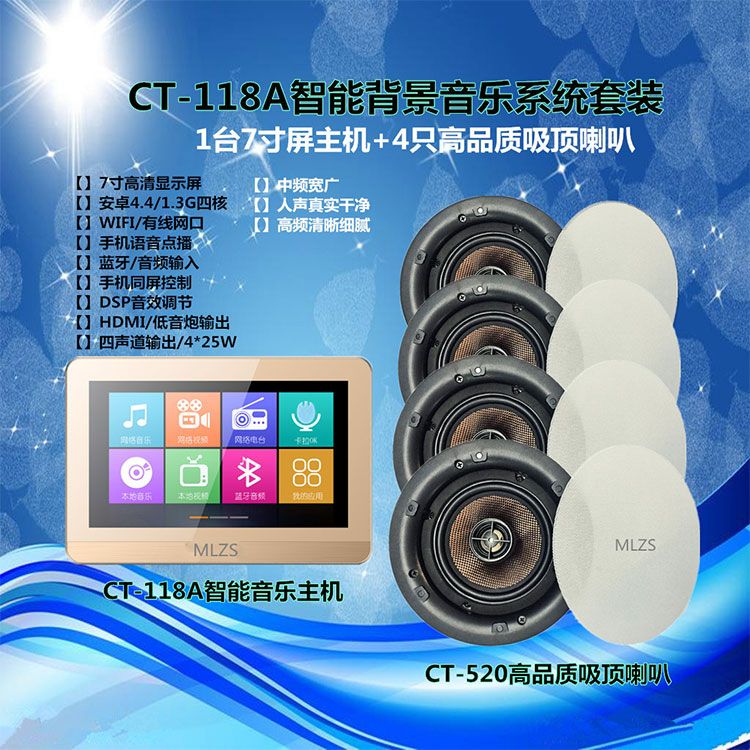 CT-118A智能背景音乐系统套装
1台7寸屏主机+4只高品质吸顶喇叭
【】7寸高清显示屏
【】安卓4.4/1.3G四核
【】WIFI/有线网口
【】手机语音点播
【】蓝牙/音频输入
【】手机同屏控制
【】DSP音效调节
【】HDMI/低音炮输出
【】四声道输出/4*25W
【】中频宽广
【】人声真实干净
【】高频清晰细腻
网络音乐
网络视频
网络电台
卡拉OK
本地音乐
本地视频
蓝牙音频
我的应用
MLZS
CT-118A智能音乐主机
MLZS
CT-520高品质吸顶喇叭